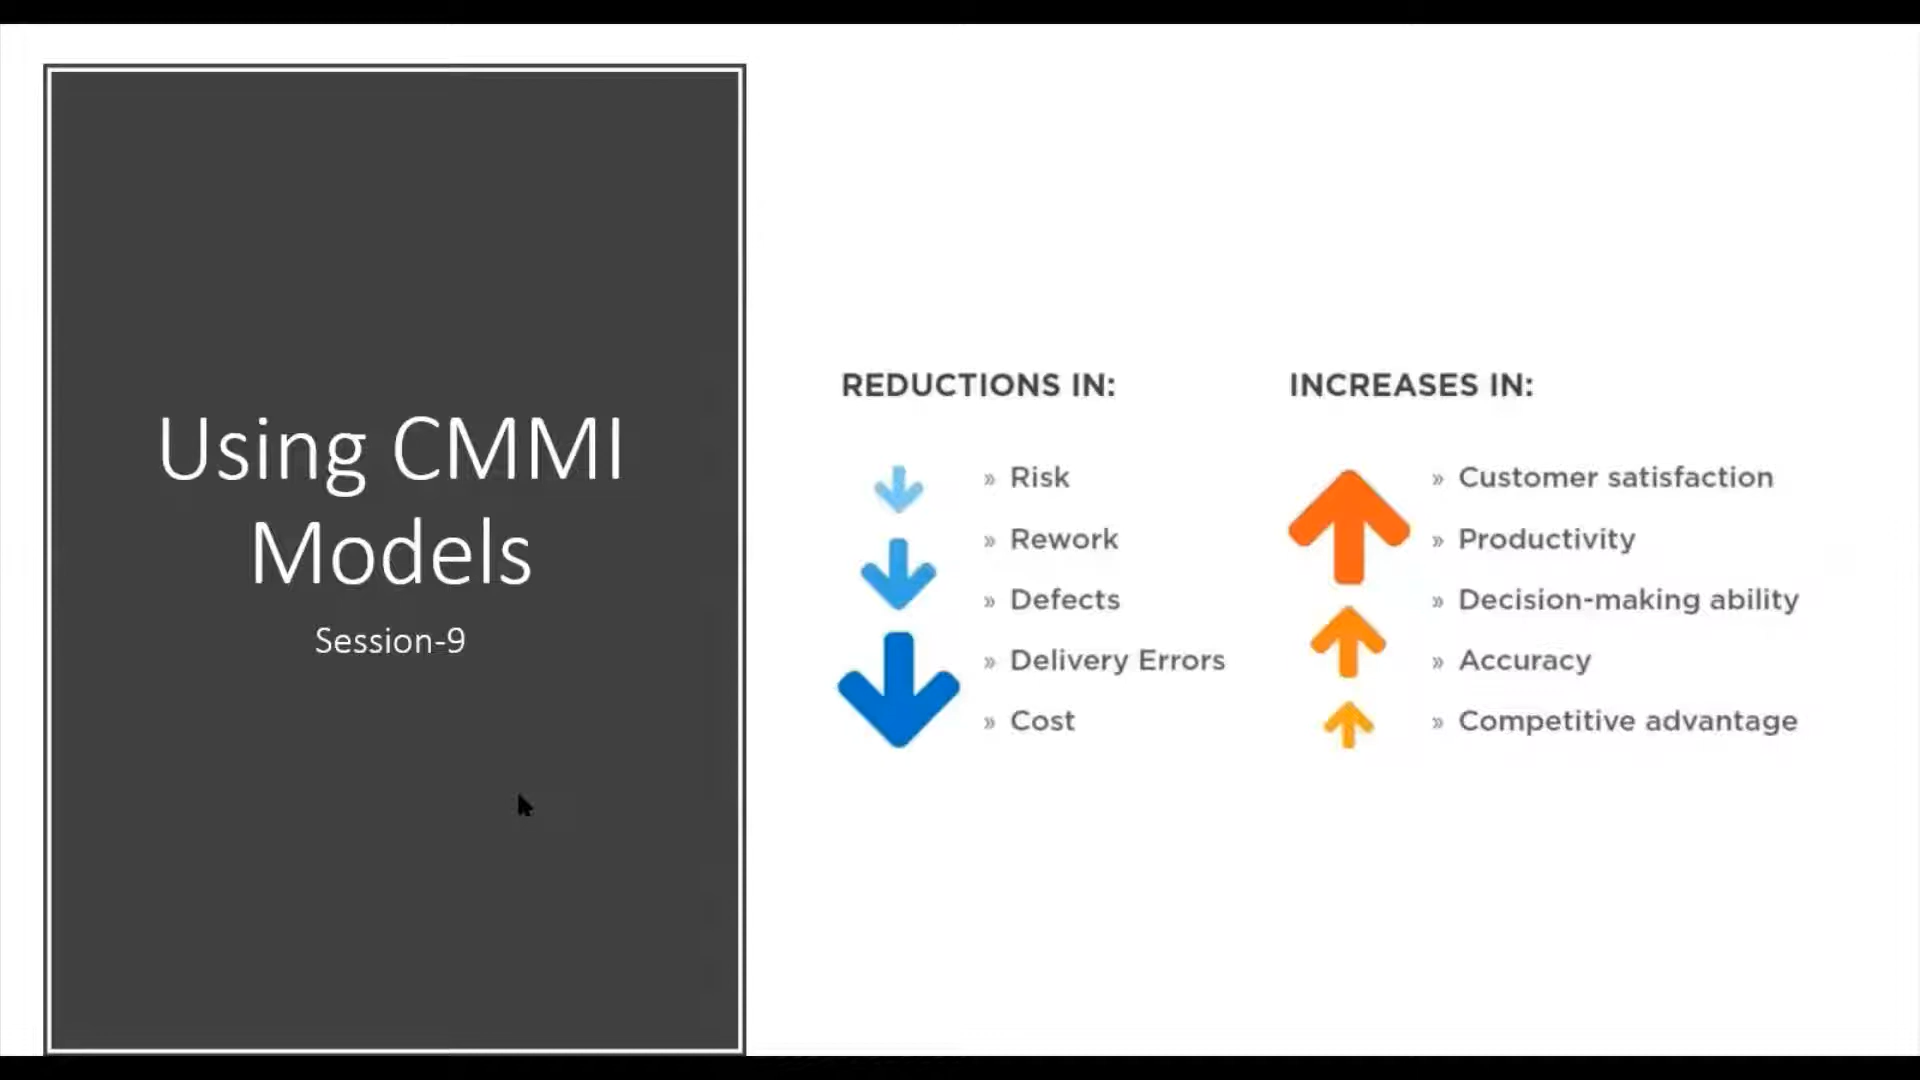 Using CMMI
Models
Session-9
REDUCTIONS IN:
» Risk
» Rework
» Defects
» Delivery Errors
» Cost
INCREASES IN:
» Customer satisfaction
» Productivity
» Decision-making ability
» Accuracy
» Competitive advantage